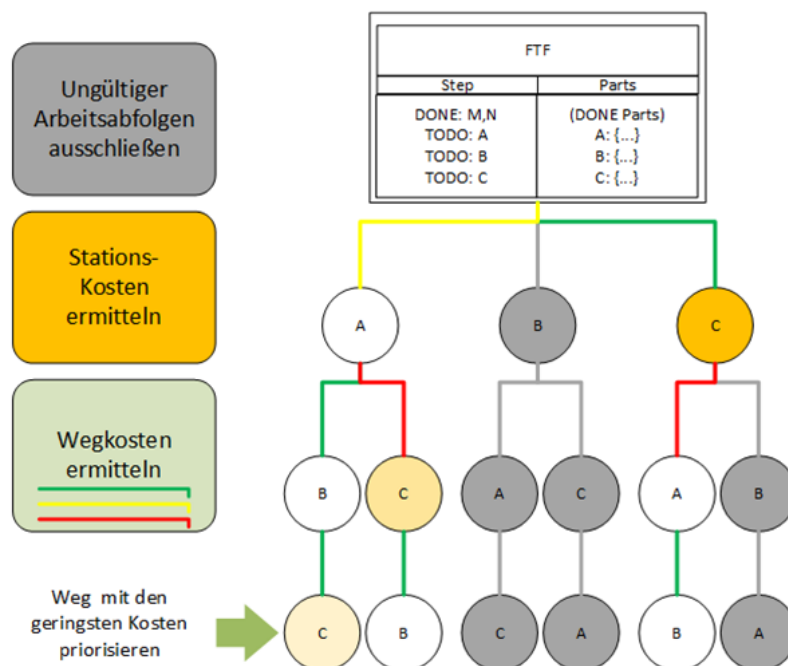 Ungültiger
Arbeitsabfolgen
ausschließen
Stations-
Kosten
ermitteln
Wegkosten
ermitteln
Weg mit den
geringsten Kosten
priorisieren
FTF
Step Parts
DONE: M,N (DONE Parts)
TODO: A A: {...}
TODO: B B: {...}
TODO: C C: {...}
A B C
B C A C A B
C B C A B A